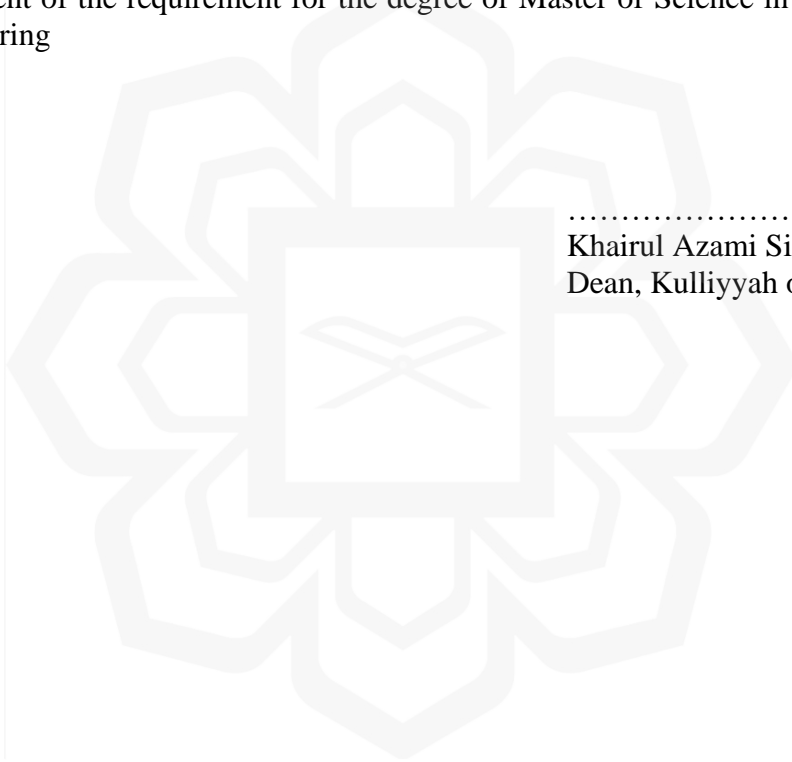 ent of the requirement for the degree of Master of Science in
ring
……………………
Khairul Azami Si
Dean, Kulliyyah